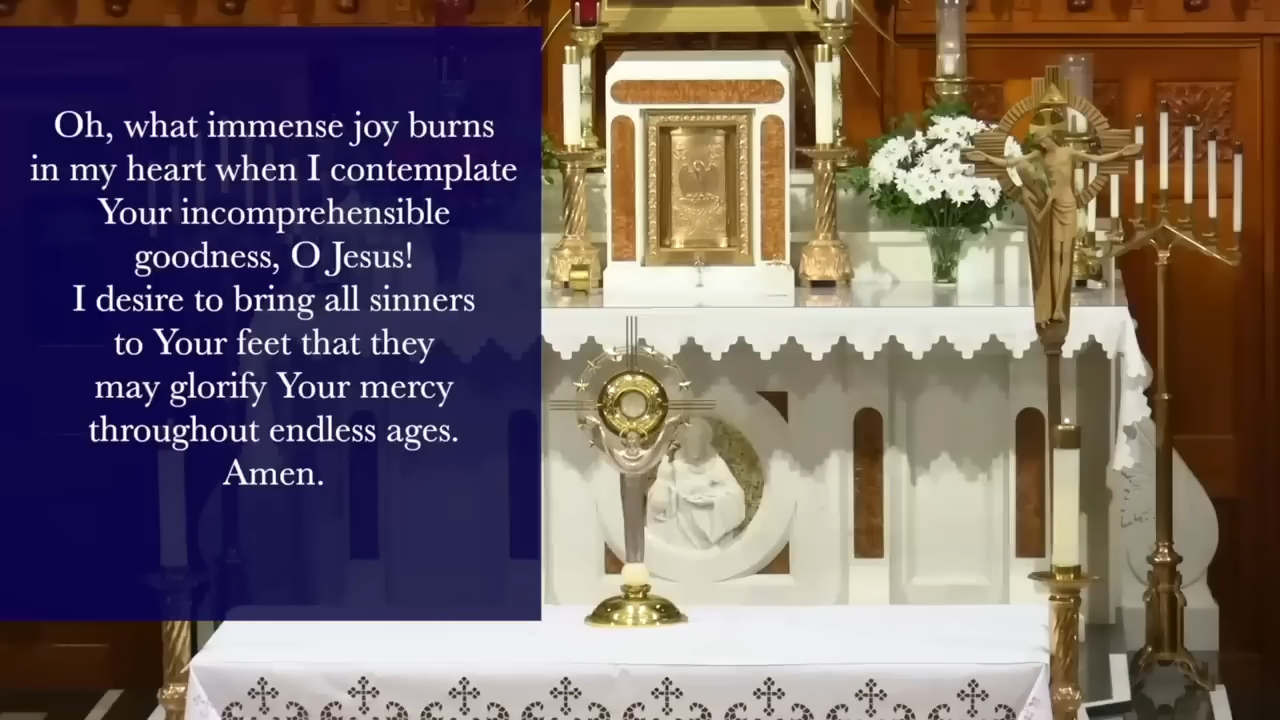 Oh, what immense joy burns
in my heart when I contemplate
Your incomprehensible
goodness, O Jesus!
I desire to bring all sinners
to Your feet that they
may glorify Your mercy
throughout endless ages.
Amen.